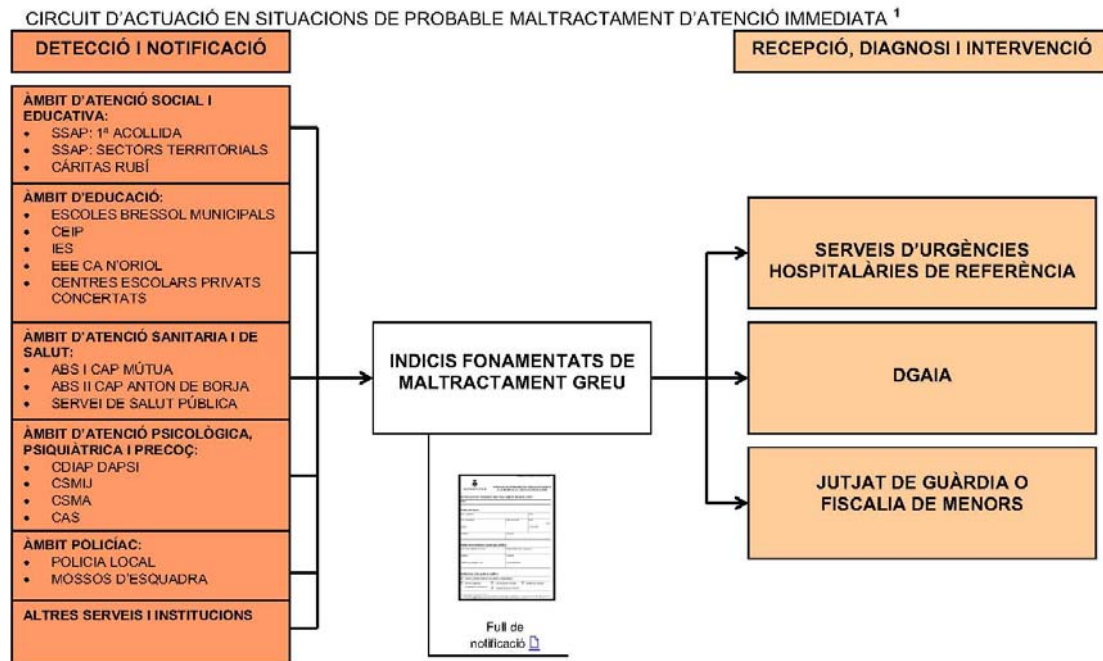 CIRCUIT D'ACTUACIÓ EN SITUACIONS DE PROBABLE MALTRACTAMENT D'ATENCIÓ IMMEDIATA 1
DETECCIÓ I NOTIFICACIÓ
RECEPCIÓ, DIAGNOSI I INTERVENCIÓ
ÀMBIT D'ATENCIÓ SOCIAL I
EDUCATIVA:
• SSAP: 1ª ACOLLIDA
• SSAP: SECTORS TERRITORIALS
• CÁRITAS RUBÍ
ÀMBIT D'EDUCACIÓ:
• ESCOLES BRESSOL MUNICIPALS
• CEIP
• IES
• EEE CA N'ORIOL
• CENTRES ESCOLARS PRIVATS
CONCERTATS
ÀMBIT D'ATENCIÓ SANITARIA I DE
SALUT:
• ABS I CAP MÚTUA
• ABS II CAP ANTON DE BORJA
• SERVEI DE SALUT PÚBLICA
ÀMBIT D'ATENCIÓ PSICOLÒGICA,
PSIQUIÀTRICA I PRECOÇ:
• CDIAP DAPSI
• CSMIJ
• CSMA
• CAS
ÀMBIT POLICÍAC:
• POLICIA LOCAL
• MOSSOS D'ESQUADRA
ALTRES SERVEIS I INSTITUCIONS
INDICIS FONAMENTATS DE
MALTRACTAMENT GREU
Full de
notificació
SERVEIS D'URGÈNCIES
HOSPITALÀRIES DE REFERÈNCIA
DGAIA
JUTJAT DE GUÀRDIA O
FISCALIA DE MENORS